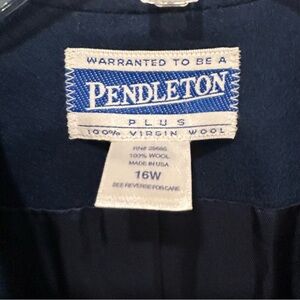 WARRANTED TO BE A
PENDLETON
PLUS
100% VIRGIN WOOL
RN# 29685
100% WOOL
MADE IN USA
16W
SEE REVERSE FOR CARE